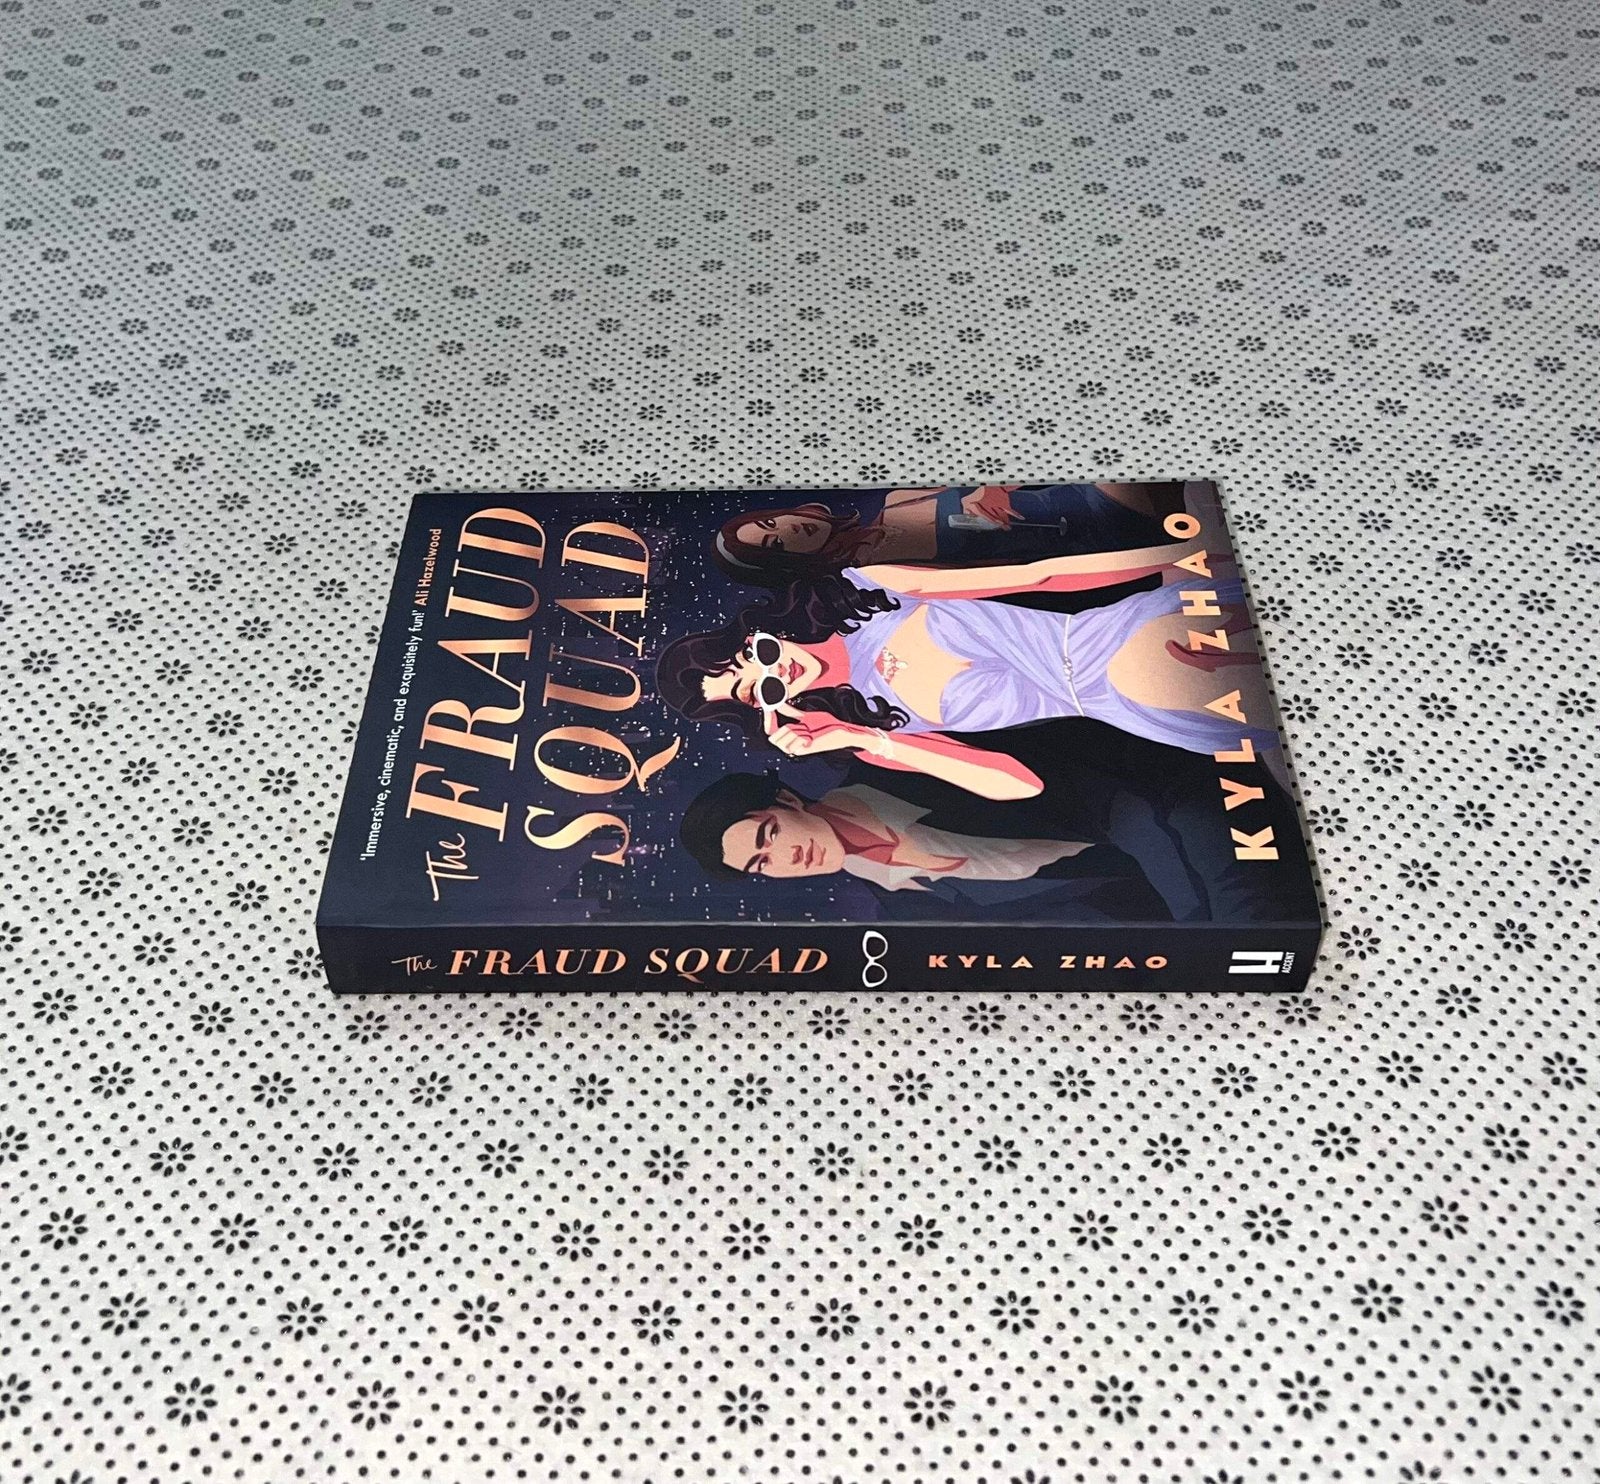 'Immersive, cinematic, and exquisitely fun!' Ali Hazelwood
The
FRAUD
SQUAD
KYLA ZHAO
The FRAUD SQUAD KYLA ZHAO H ACCENT